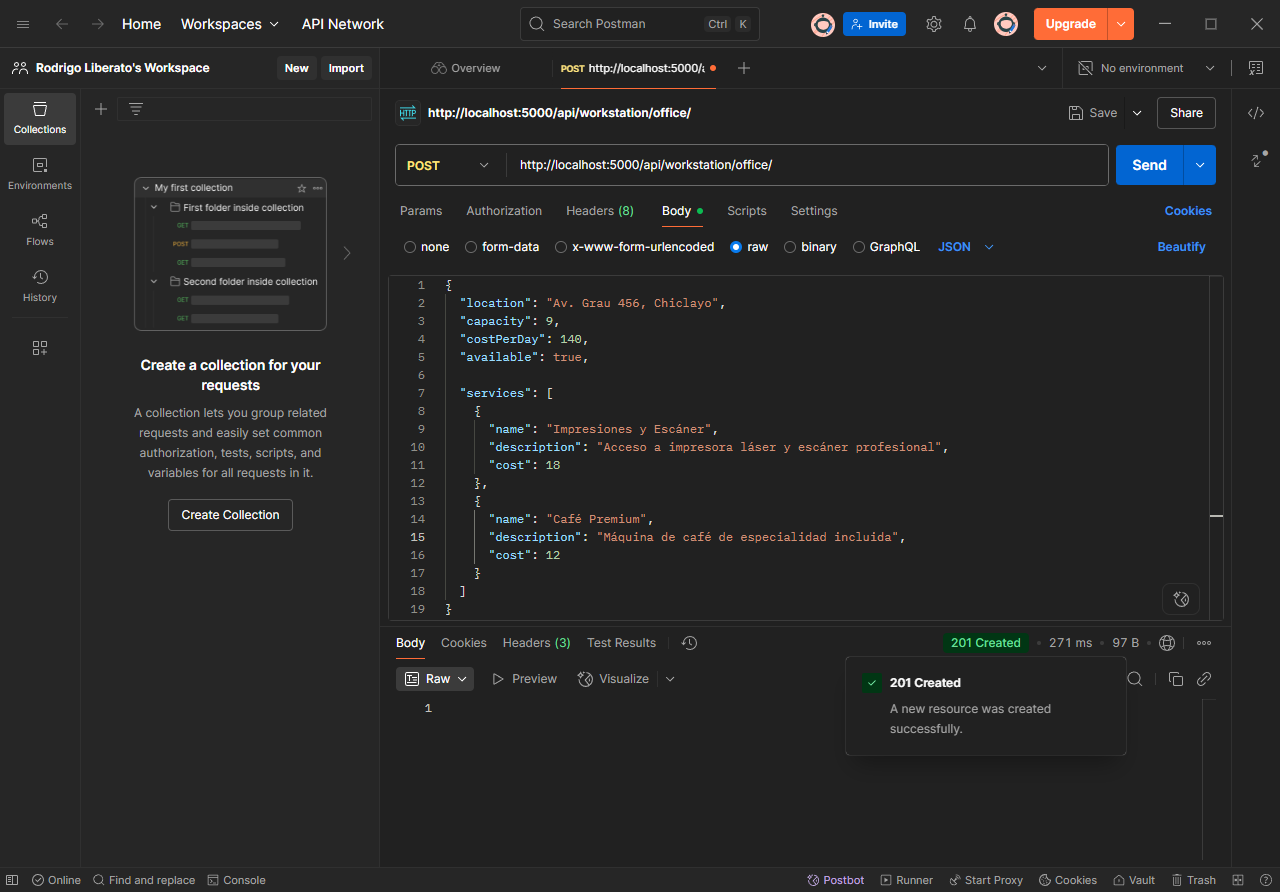 Home Workspaces API Network Search Postman Ctrl K Invite Upgrade
Rodrigo Liberato's Workspace New Import Overview POST http://localhost:5000/a No environment
Collections
Environments
Flows
History
My first collection
First folder inside collection
GET
POST
GET
Second folder inside collection
GET
GET
Create a collection for your
requests
A collection lets you group related
requests and easily set common
authorization, tests, scripts, and
variables for all requests in it.
Create Collection
HTTP http://localhost:5000/api/workstation/office/ Save Share
POST http://localhost:5000/api/workstation/office/ Send
Params Authorization Headers (8) Body Scripts Settings Cookies
none form-data x-www-form-urlencoded raw binary GraphQL JSON Beautify
1 {
2 "location": "Av. Grau 456, Chiclayo",
3 "capacity": 9,
4 "costPerDay": 140,
5 "available": true,
6
7 "services": [
8 {
9 "name": "Impresiones y Escáner",
10 "description": "Acceso a impresora láser y escáner profesional",
11 "cost": 18
12 },
13 {
14 "name": "Café Premium",
15 "description": "Máquina de café de especialidad incluida",
16 "cost": 12
17 }
18 ]
19 }
Body Cookies Headers (3) Test Results 201 Created 271 ms 97 B
Raw Preview Visualize
1
201 Created
A new resource was created
successfully.
Online Find and replace Console Postbot Runner Start Proxy Cookies Vault Trash